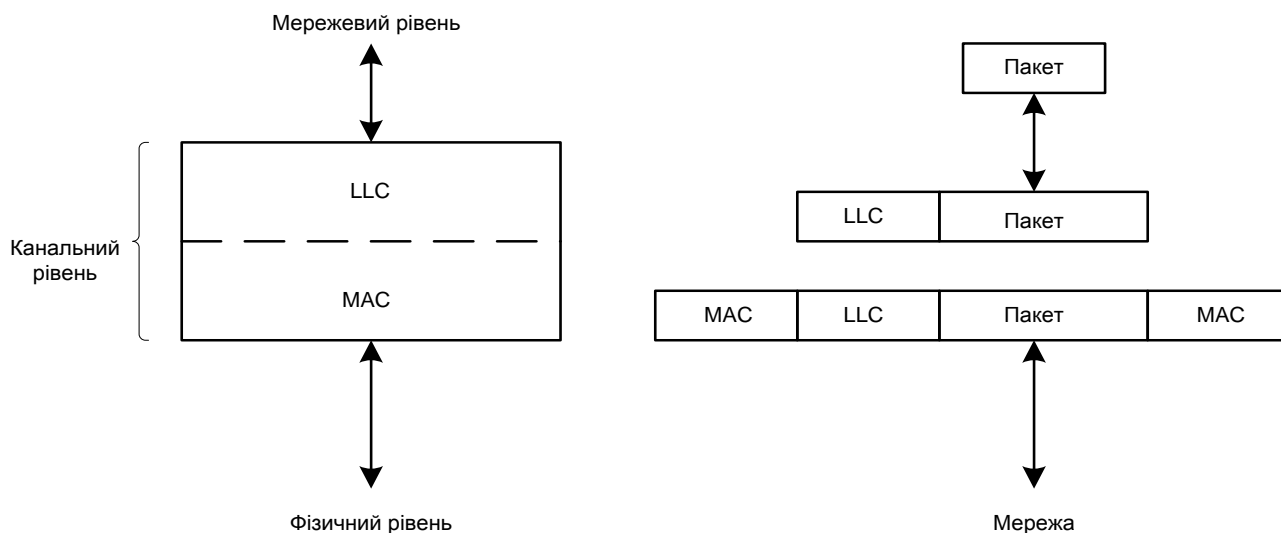 Мережевий рівень
LLC
Канальний
рівень
MAC
Фізичний рівень
Пакет
LLC
Пакет
MAC
LLC
Пакет
MAC
Мережа